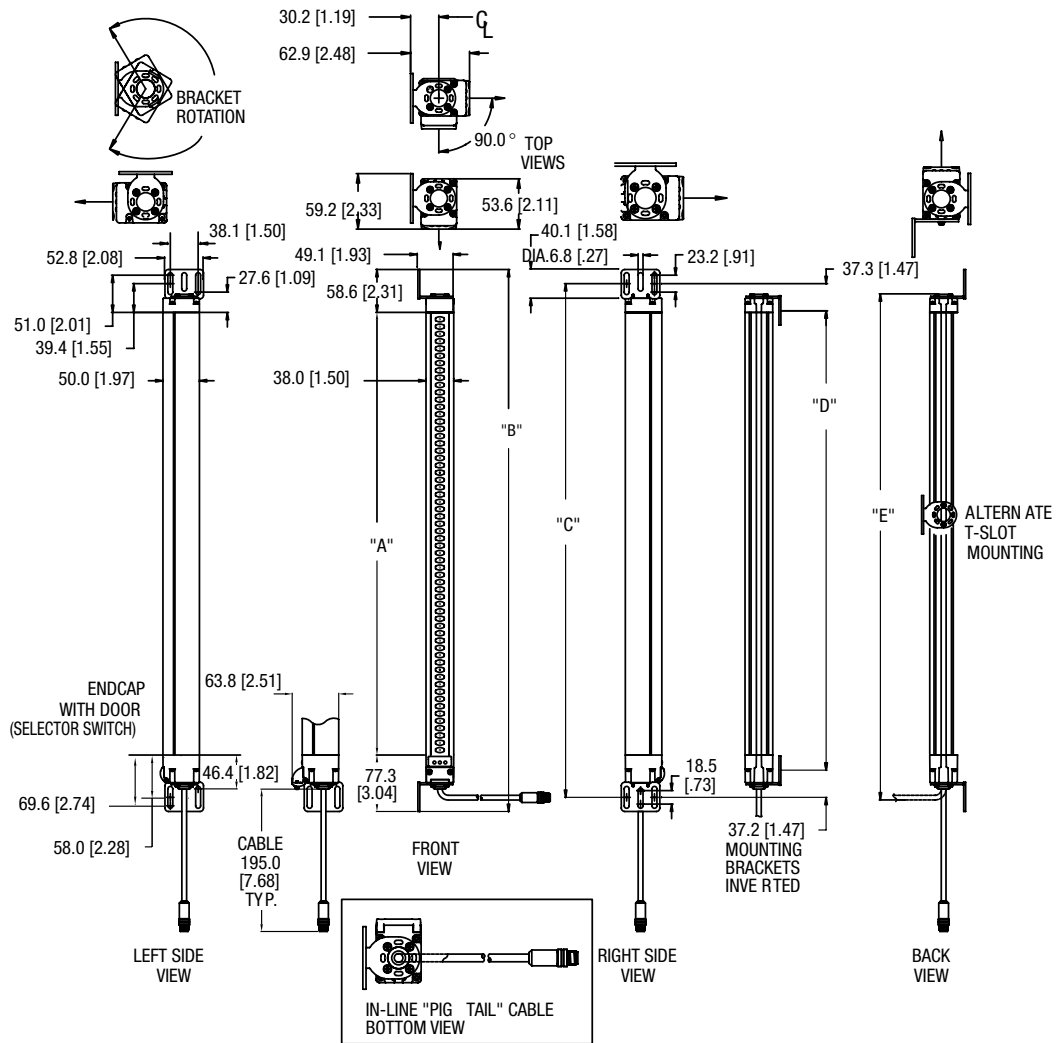 30.2 [1.19]
CL
62.9 [2.48]
BRACKET
ROTATION
90.0° TOP
VIEWS
59.2 [2.33]
53.6 [2.11]
38.1 [1.50]
52.8 [2.08]
27.6 [1.09]
51.0 [2.01]
39.4 [1.55]
50.0 [1.97]
49.1 [1.93]
58.6 [2.31]
38.0 [1.50]
40.1 [1.58]
DIA.6.8 [.27]
23.2 [.91]
37.3 [1.47]
"A"
"B"
"C"
"D"
"E"
ALTERN ATE
T-SLOT
MOUNTING
ENDCAP
WITH DOOR
(SELECTOR SWITCH)
63.8 [2.51]
46.4 [1.82]
69.6 [2.74]
58.0 [2.28]
77.3
[3.04]
18.5
[.73]
CABLE
195.0
[7.68]
TYP.
FRONT
VIEW
37.2 [1.47]
MOUNTING
BRACKETS
INVE RTED
LEFT SIDE
VIEW
RIGHT SIDE
VIEW
BACK
VIEW
IN-LINE "PIG TAIL" CABLE
BOTTOM VIEW